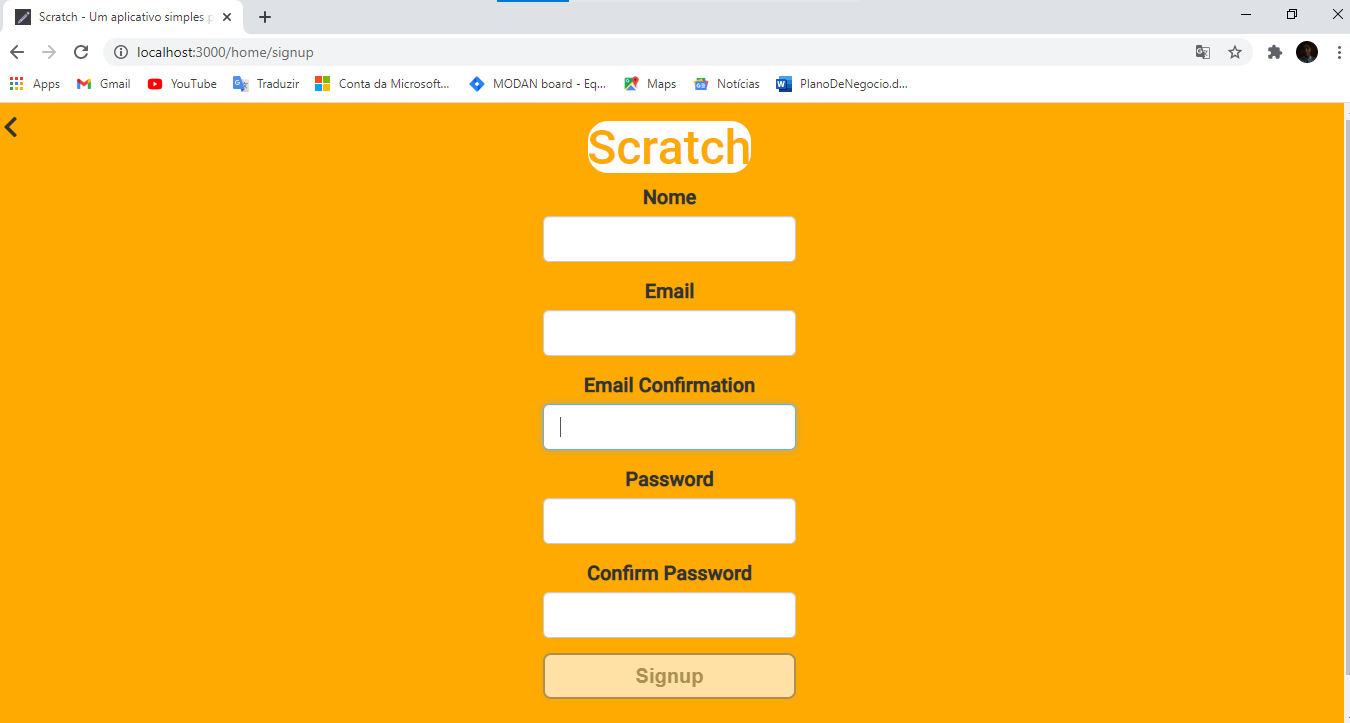 Scratch - Um aplicativo simples p
localhost:3000/home/signup
Apps Gmail YouTube Traduzir Conta da Microsoft... MODAN board - Eq... Maps Notícias PlanoDeNegocio.d...
Scratch
Nome
Email
Email Confirmation
Password
Confirm Password
Signup